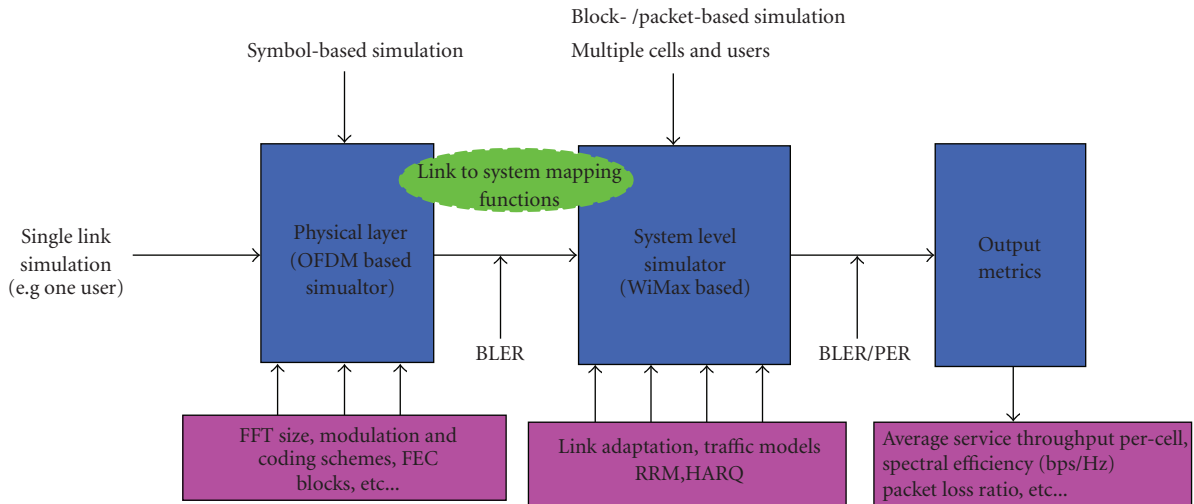 Block- /packet-based simulation
Symbol-based simulation
Multiple cells and users
Link to system mapping
functions
Single link
simulation
(e.g one user)
Physical layer
(OFDM based
simualtor)
System level
simulator
(WiMax based)
Output
metrics
BLER
BLER/PER
FFT size, modulation and
coding schemes, FEC
blocks, etc...
Link adaptation, traffic models
RRM,HARQ
Average service throughput per-cell,
spectral efficiency (bps/Hz)
packet loss ratio, etc...